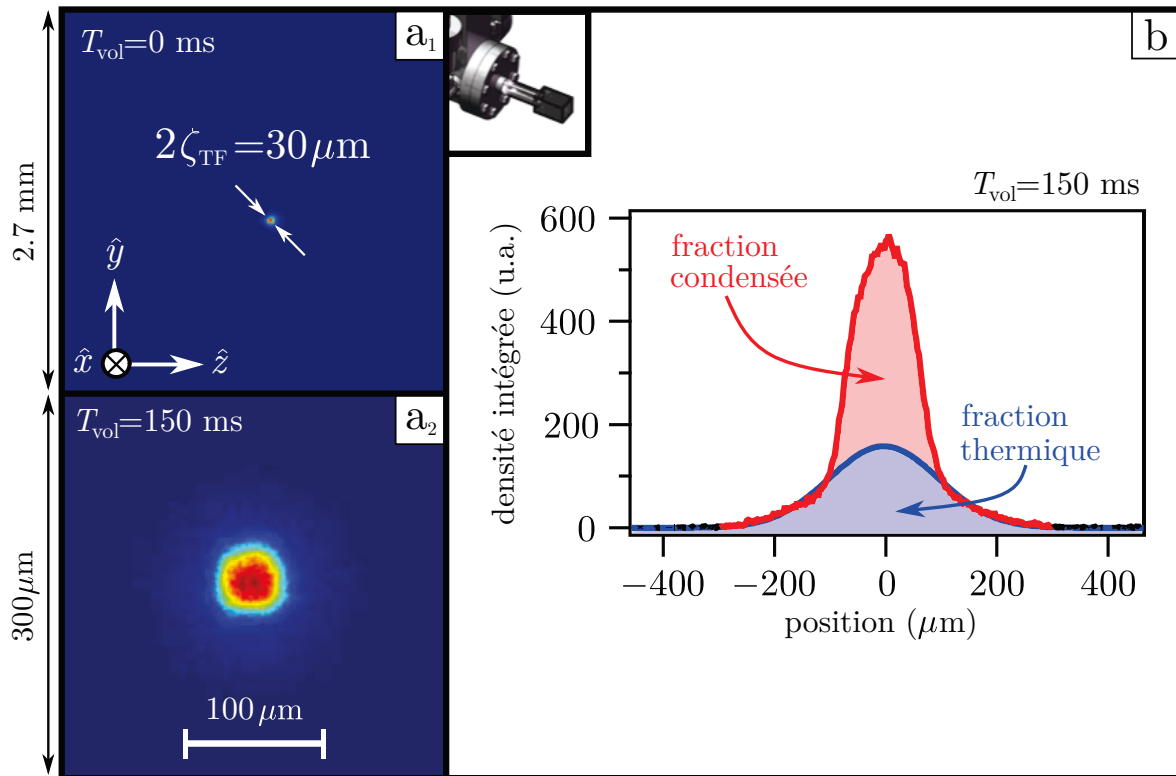 2.7 mm
T_vol=0 ms
a₁
2ζ_TF=30μm
ŷ
x̂
ẑ
300μm
T_vol=150 ms
a₂
100μm
b
T_vol=150 ms
densité intégrée (u.a.)
600
400
200
0
fraction
condensée
fraction
thermique
−400
−200
0
200
400
position (μm)